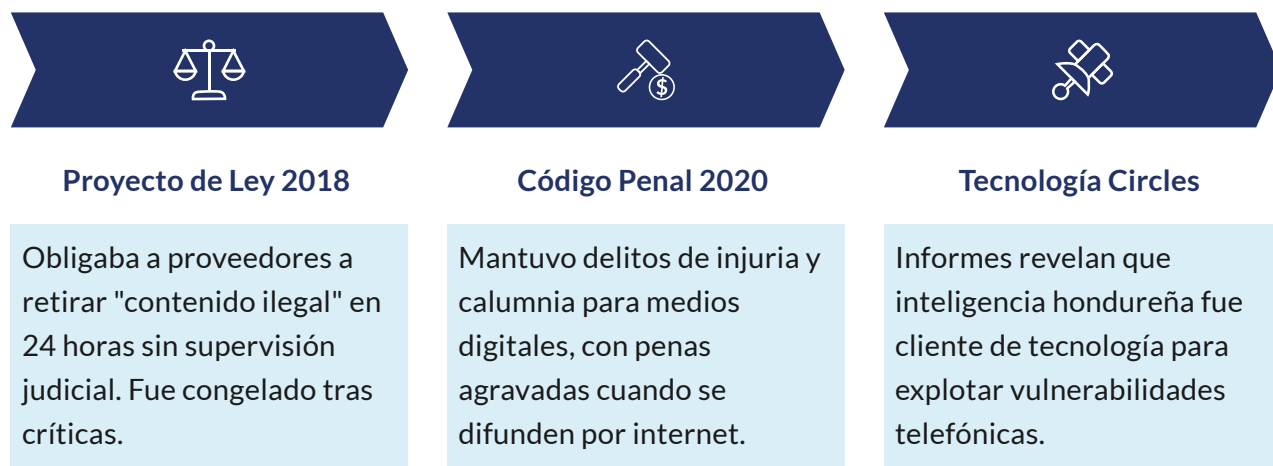 $
Proyecto de Ley 2018
Obligaba a proveedores a
retirar "contenido ilegal" en
24 horas sin supervisión
judicial. Fue congelado tras
críticas.
Código Penal 2020
Mantuvo delitos de injuria y
calumnia para medios
digitales, con penas
agravadas cuando se
difunden por internet.
Tecnología Circles
Informes revelan que
inteligencia hondureña fue
cliente de tecnología para
explotar vulnerabilidades
telefónicas.